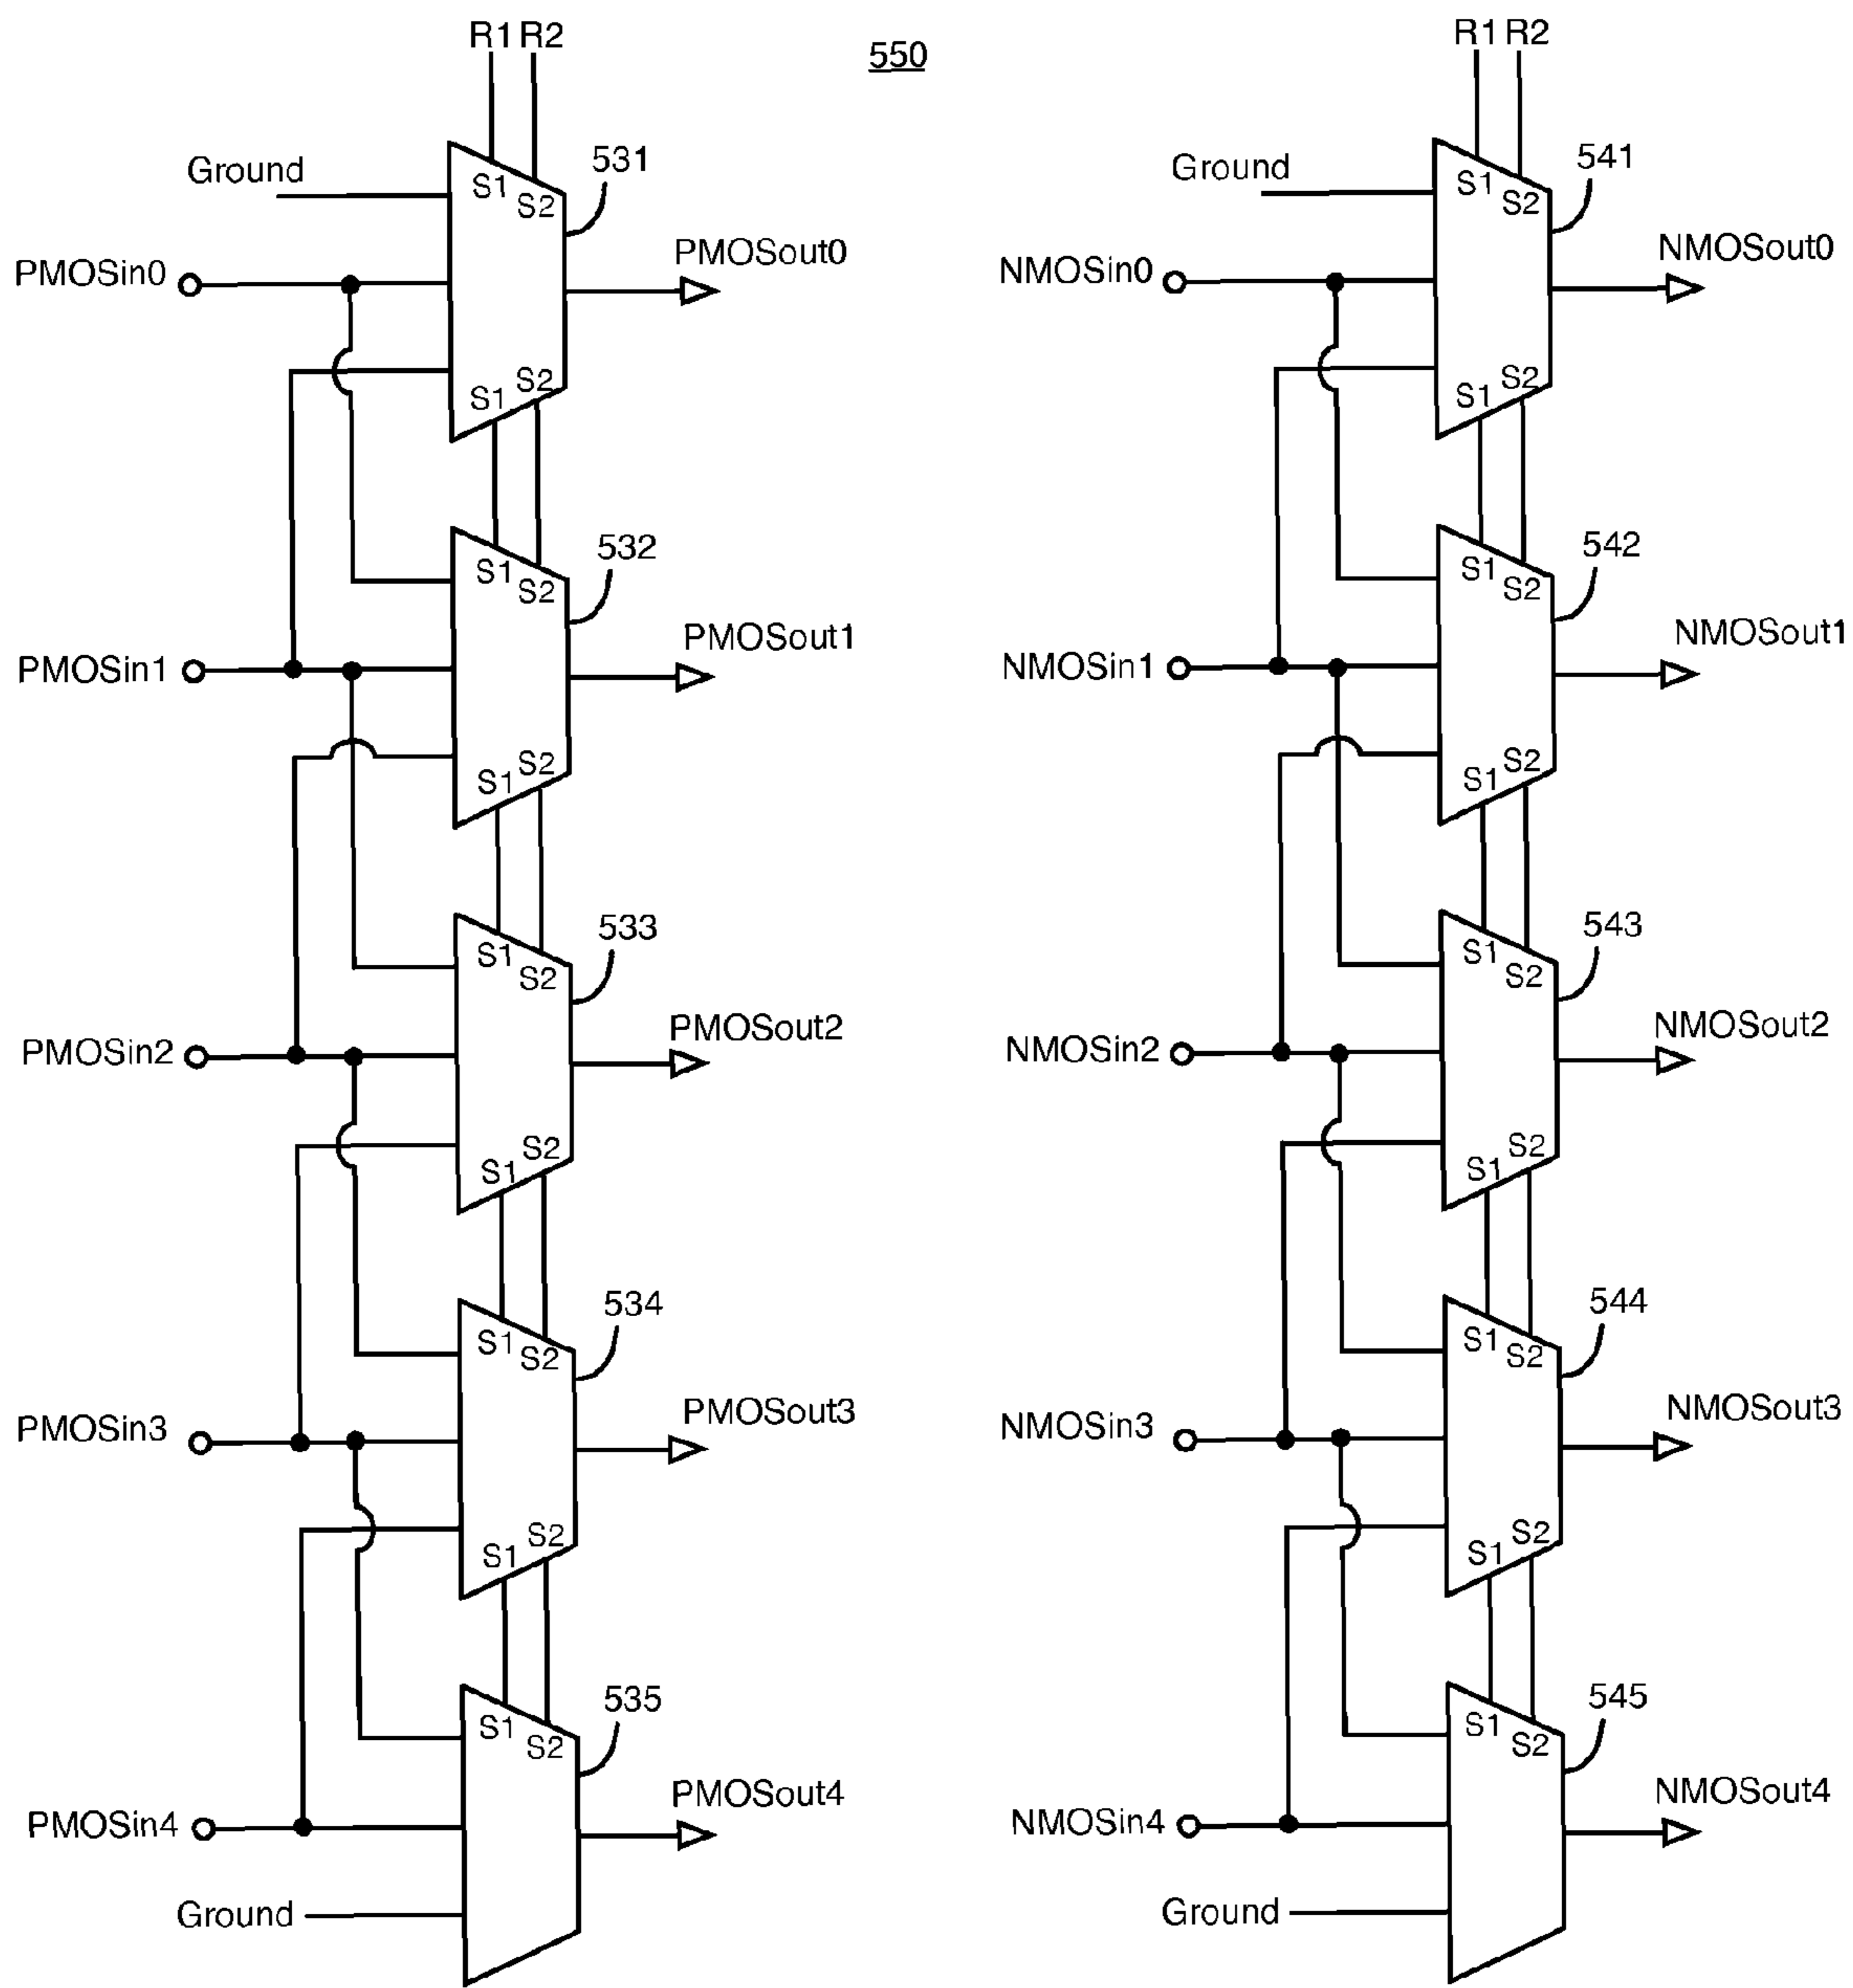 R1 R2
550
R1 R2
Ground
S1
S2
531
PMOSin0
PMOSout0
S1
S2
S1
S2
532
PMOSin1
PMOSout1
S1
S2
S1
S2
533
PMOSin2
PMOSout2
S1
S2
S1
S2
534
PMOSin3
PMOSout3
S1
S2
S1
S2
535
PMOSin4
PMOSout4
Ground
Ground
S1
S2
541
NMOSin0
NMOSout0
S1
S2
S1
S2
542
NMOSin1
NMOSout1
S1
S2
S1
S2
543
NMOSin2
NMOSout2
S1
S2
S1
S2
544
NMOSin3
NMOSout3
S1
S2
S1
S2
545
NMOSin4
NMOSout4
Ground